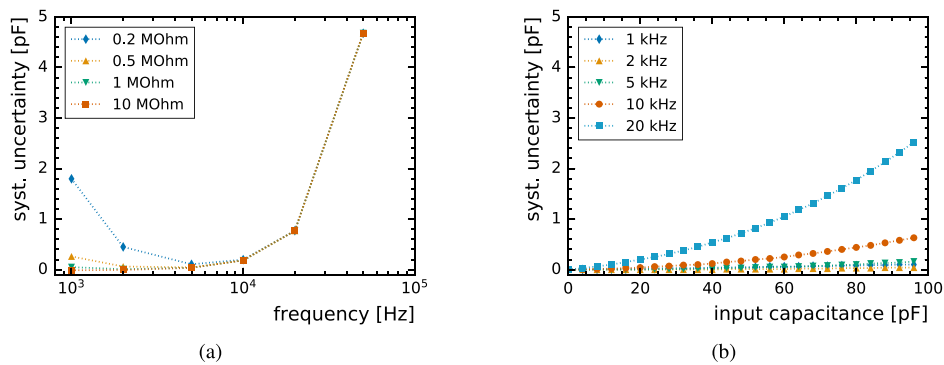 syst. uncertainty [pF]
5
4
3
2
1
0
0.2 MOhm
0.5 MOhm
1 MOhm
10 MOhm
10³ 10⁴ 10⁵
frequency [Hz]
(a)
syst. uncertainty [pF]
5
4
3
2
1
0
1 kHz
2 kHz
5 kHz
10 kHz
20 kHz
0 20 40 60 80 100
input capacitance [pF]
(b)